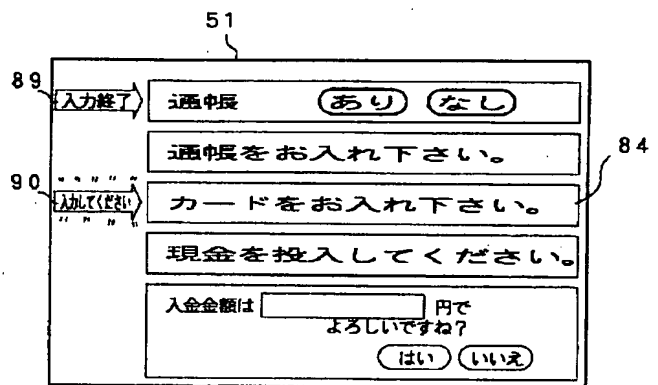 51
89
入力終了
通帳 あり なし
通帳をお入れ下さい。
84
90
入力してください
カードをお入れ下さい。
現金を投入してください。
入金金額は 円で
よろしいですね?
はい いいえ